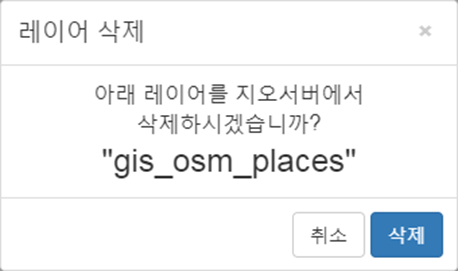 레이어 삭제
×
아래 레이어를 지오서버에서
삭제하시겠습니까?
"gis_osm_places"
취소 삭제